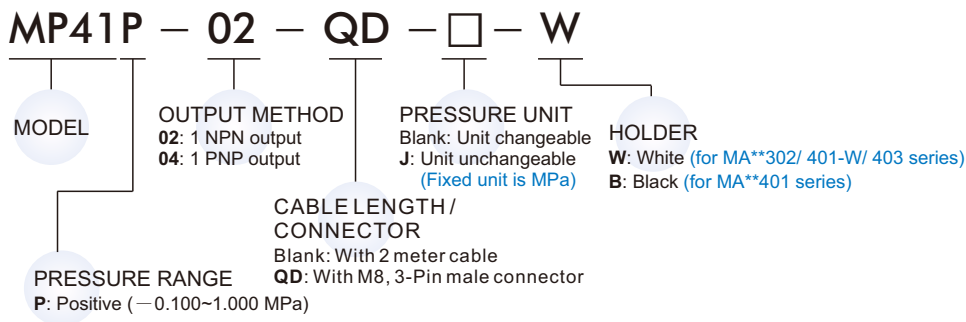 MP41P － 02 － QD － □ － W
MODEL
OUTPUT METHOD
02: 1 NPN output
04: 1 PNP output
PRESSURE UNIT
Blank: Unit changeable
J: Unit unchangeable
(Fixed unit is MPa)
HOLDER
W: White (for MA**302/ 401-W/ 403 series)
B: Black (for MA**401 series)
CABLE LENGTH /
CONNECTOR
Blank: With 2 meter cable
QD: With M8, 3-Pin male connector
PRESSURE RANGE
P: Positive (－0.100~1.000 MPa)